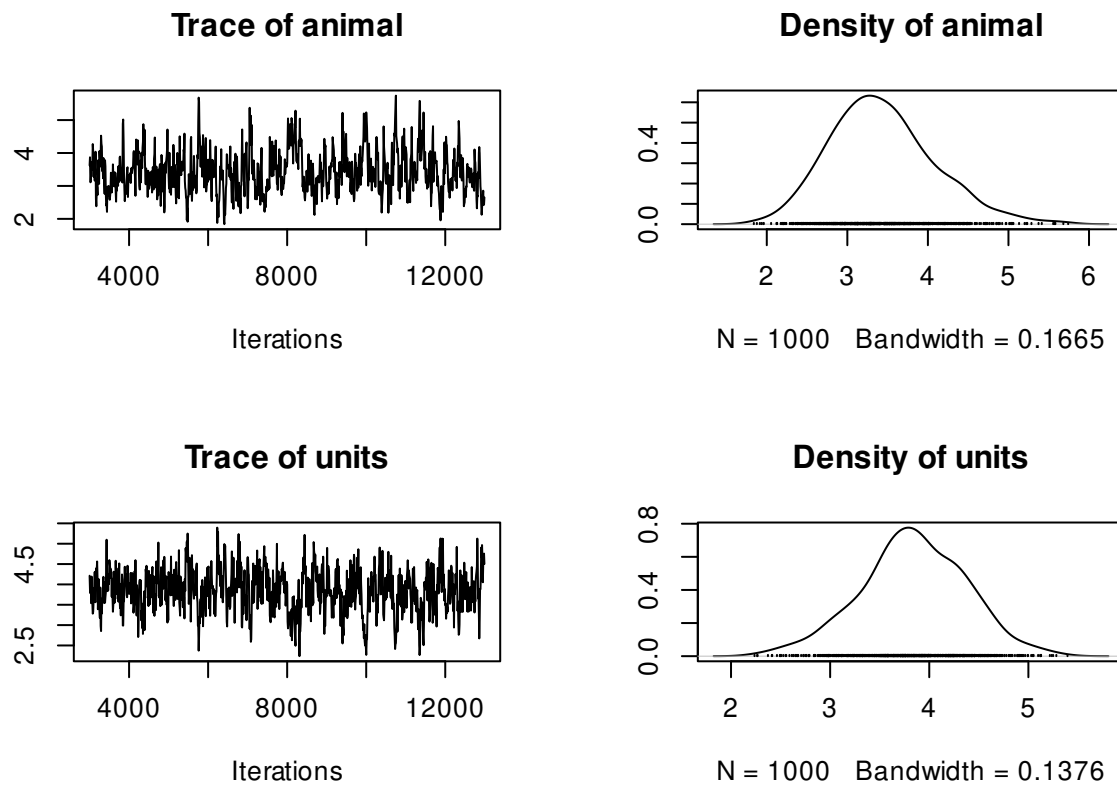 Trace of animal
2 4
4000 8000 12000
Iterations
Density of animal
0.0 0.4
2 3 4 5 6
N = 1000 Bandwidth = 0.1665
Trace of units
2.5 4.5
4000 8000 12000
Iterations
Density of units
0.0 0.4 0.8
2 3 4 5
N = 1000 Bandwidth = 0.1376